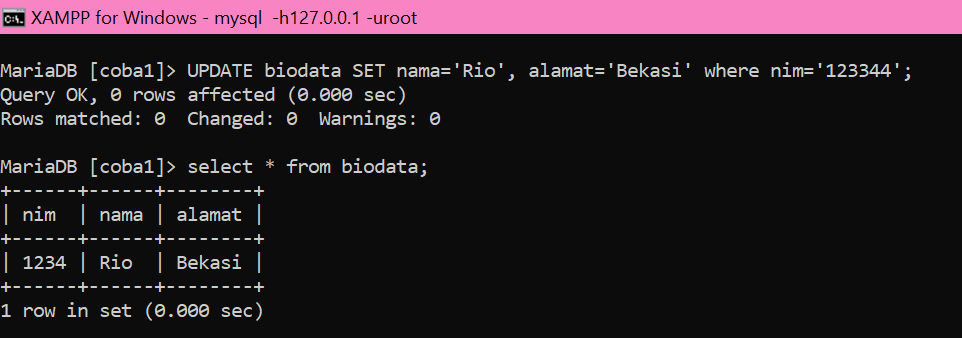 XAMPP for Windows - mysql  -h127.0.0.1 -uroot
MariaDB [coba1]> UPDATE biodata SET nama='Rio', alamat='Bekasi' where nim='123344';
Query OK, 0 rows affected (0.000 sec)
Rows matched: 0  Changed: 0  Warnings: 0
MariaDB [coba1]> select * from biodata;
+------+------+--------+
| nim  | nama | alamat |
+------+------+--------+
| 1234 | Rio  | Bekasi |
+------+------+--------+
1 row in set (0.000 sec)